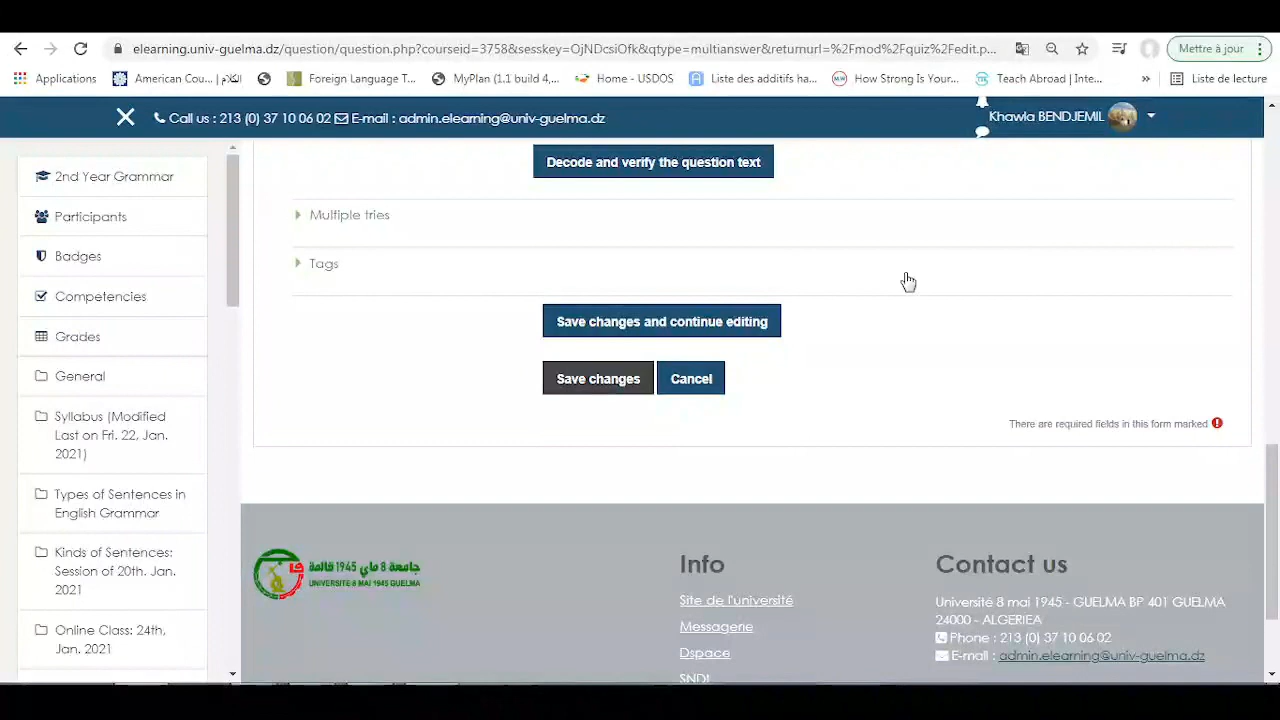 elearning.univ-guelma.dz/question/question.php?courseid=3758&sesskey=OjNDcsiOfk&qtype=multianswer&returnurl=%2Fmod%2Fquiz%2Fedit.p...
Mettre à jour
Applications
American Cou... | الكلام
Foreign Language T...
MyPlan (1.1 build 4,...
Home - USDOS
Liste des additifs ha...
How Strong Is Your...
Teach Abroad | Inte...
»
Liste de lecture
Call us : 213 (0) 37 10 06 02 E-mail : admin.elearning@univ-guelma.dz
Khawla BENDJEMIL
2nd Year Grammar
Participants
Badges
Competencies
Grades
General
Syllabus (Modified
Last on Fri. 22, Jan.
2021)
Types of Sentences in
English Grammar
Kinds of Sentences:
Session of 20th. Jan.
2021
Online Class: 24th,
Jan. 2021
Decode and verify the question text
Multiple tries
Tags
Save changes and continue editing
Save changes
Cancel
There are required fields in this form marked
جامعة 8 ماي 1945 قالمة
UNIVERSITE 8 MAI 1945 GUELMA
Info
Site de l'université
Messagerie
Dspace
SNDL
Contact us
Université 8 mai 1945 - GUELMA BP 401 GUELMA
24000 - ALGERIEA
Phone : 213 (0) 37 10 06 02
E-mail : admin.elearning@univ-guelma.dz